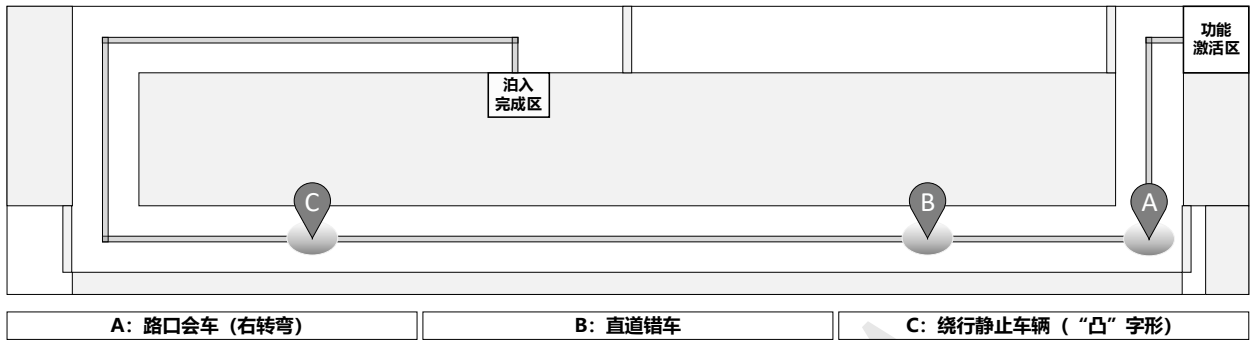 功能
激活区
泊入
完成区
C
B
A
A：路口会车（右转弯）
B：直道错车
C：绕行静止车辆（“凸”字形）